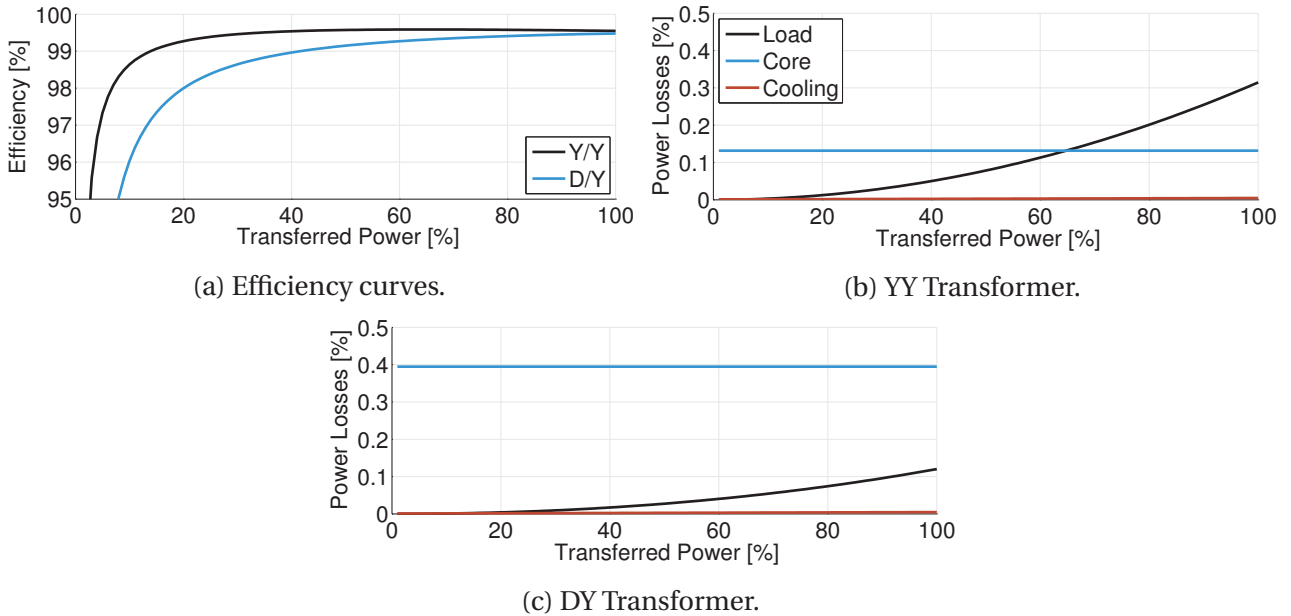 100
99
98
97
96
95
Efficiency [%]
Y/Y
D/Y
0
20
40
60
80
100
Transferred Power [%]
(a) Efficiency curves.
0.5
0.4
0.3
0.2
0.1
0
Power Losses [%]
Load
Core
Cooling
0
20
40
60
80
100
Transferred Power [%]
(b) YY Transformer.
0.5
0.4
0.3
0.2
0.1
0
Power Losses [%]
0
20
40
60
80
100
Transferred Power [%]
(c) DY Transformer.